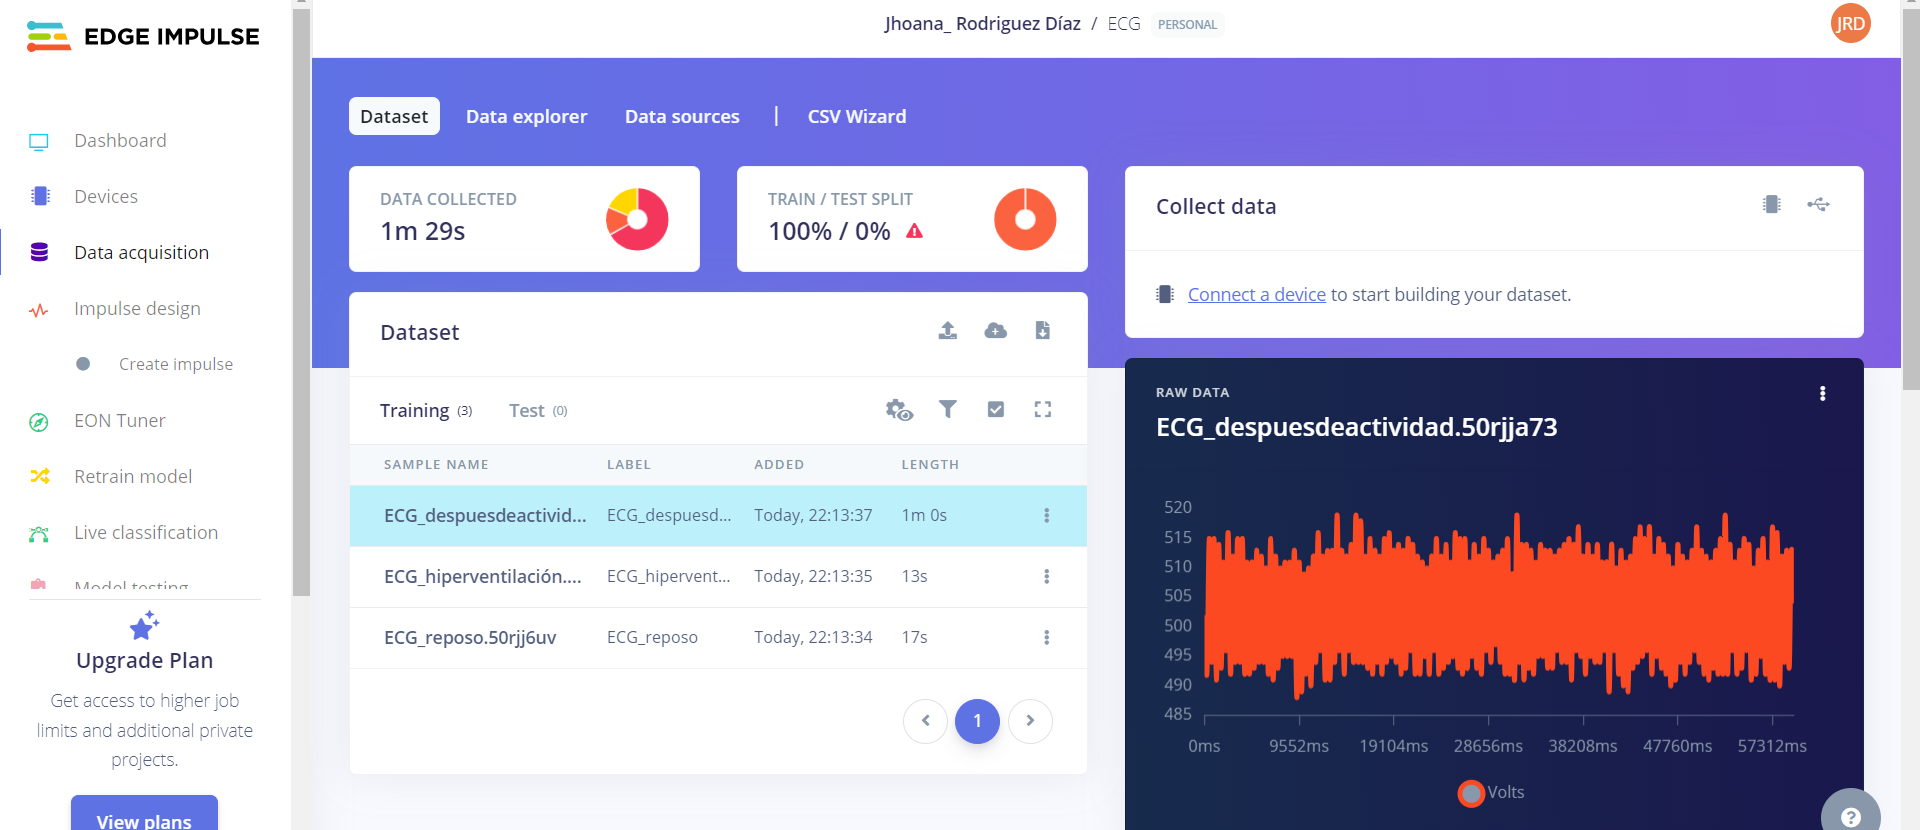 EDGE IMPULSE
Jhoana_ Rodriguez Díaz / ECG PERSONAL
JRD
Dashboard
Devices
Data acquisition
Impulse design
Create impulse
EON Tuner
Retrain model
Live classification
Model testing
Upgrade Plan
Get access to higher job
limits and additional private
projects.
View plans
Dataset Data explorer Data sources | CSV Wizard
DATA COLLECTED
1m 29s
TRAIN / TEST SPLIT
100% / 0%
Collect data
Connect a device to start building your dataset.
Dataset
Training (3) Test (0)
SAMPLE NAME LABEL ADDED LENGTH
ECG_despuesdeactivid... ECG_despuesd... Today, 22:13:37 1m 0s
ECG_hiperventilación.... ECG_hipervent... Today, 22:13:35 13s
ECG_reposo.50rjj6uv ECG_reposo Today, 22:13:34 17s
1
RAW DATA
ECG_despuesdeactividad.50rjja73
520
515
510
505
500
495
490
485
0ms 9552ms 19104ms 28656ms 38208ms 47760ms 57312ms
Volts
?